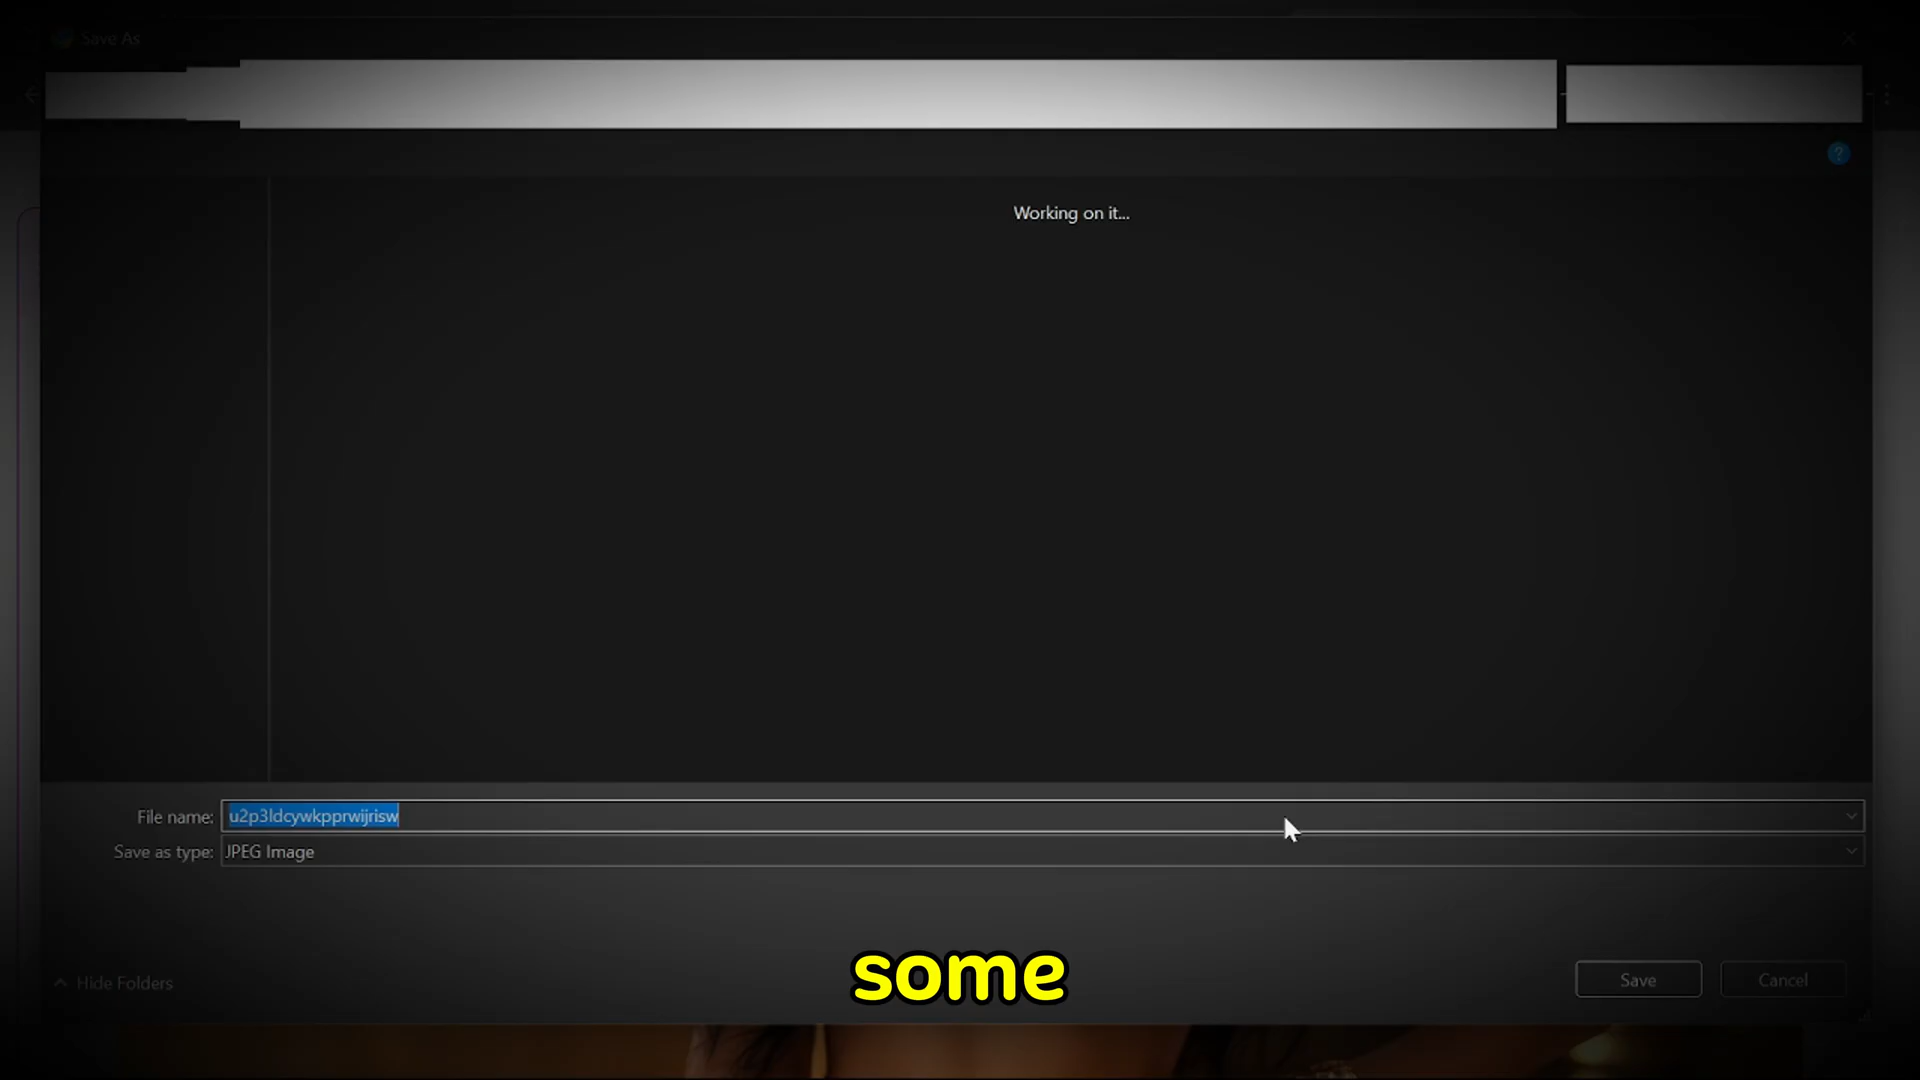 Save As
Working on it...
File name: u2p3ldcywkpprwijrisw
Save as type: JPEG Image
Hide Folders
Save
Cancel
some